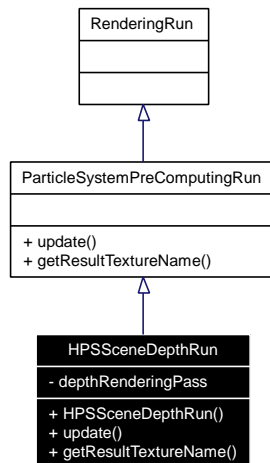 RenderingRun
ParticleSystemPreComputingRun
+ update()
+ getResultTextureName()
HPSSceneDepthRun
- depthRenderingPass
+ HPSSceneDepthRun()
+ update()
+ getResultTextureName()